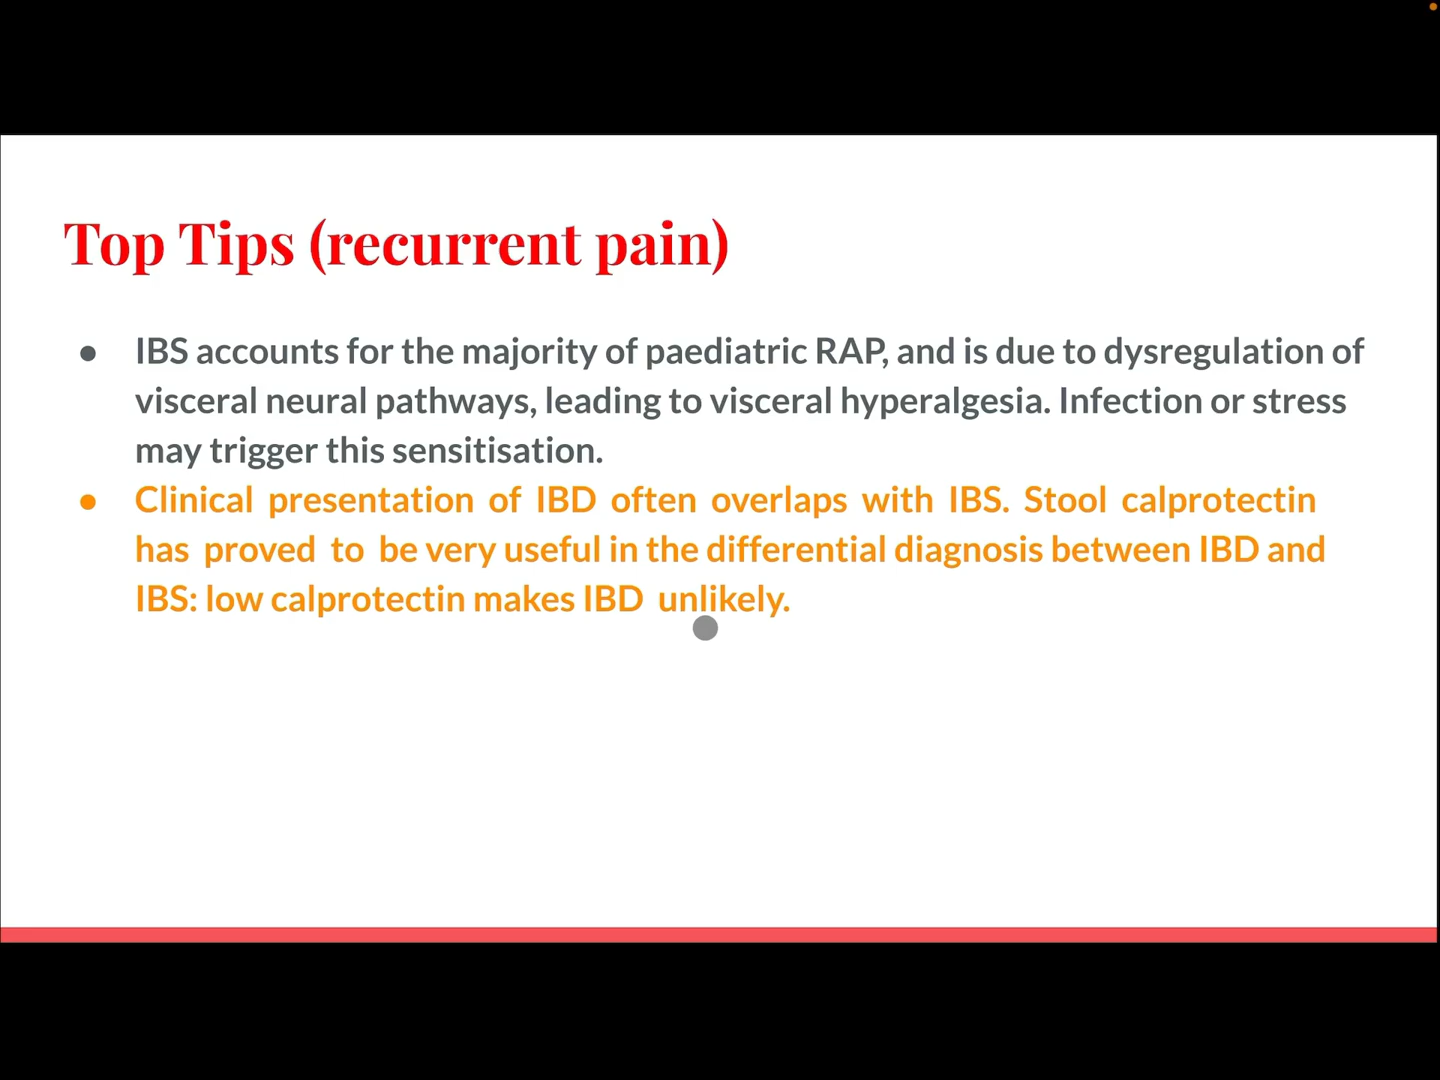 Top Tips (recurrent pain)
● IBS accounts for the majority of paediatric RAP, and is due to dysregulation of
visceral neural pathways, leading to visceral hyperalgesia. Infection or stress
may trigger this sensitisation.
● Clinical presentation of IBD often overlaps with IBS. Stool calprotectin
has proved to be very useful in the differential diagnosis between IBD and
IBS: low calprotectin makes IBD unlikely.